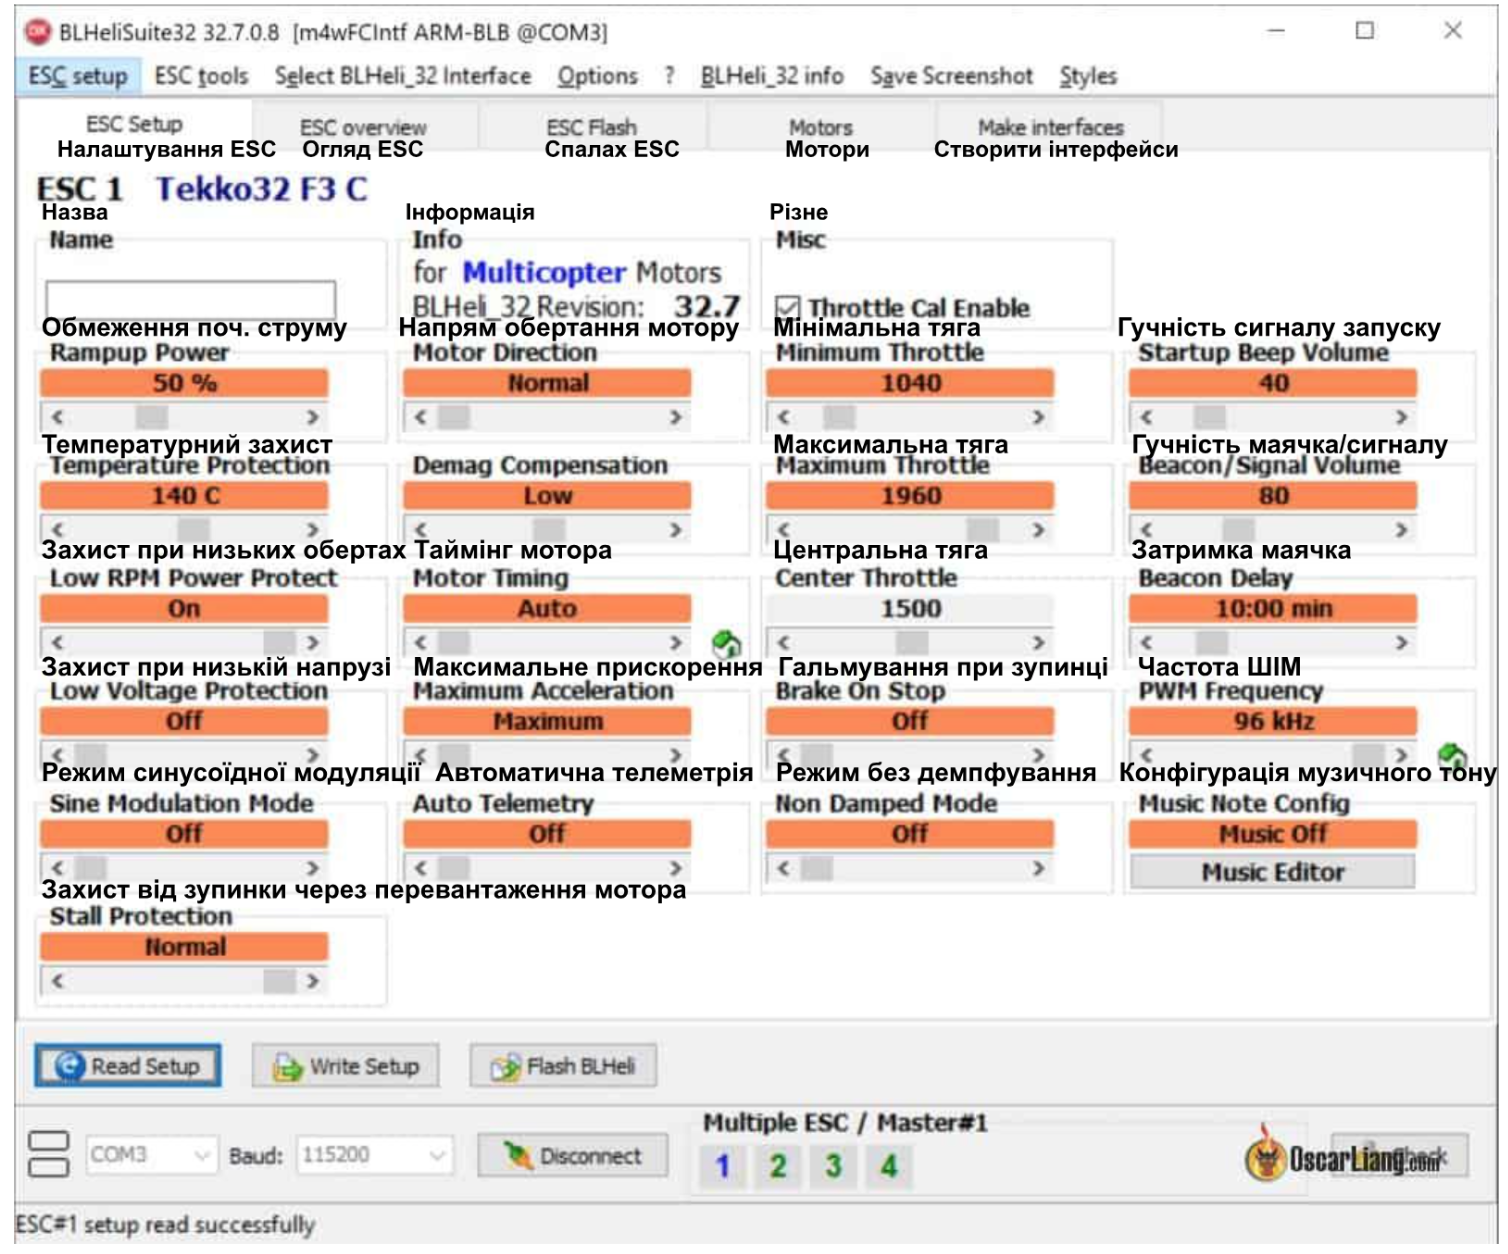 BLHeliSuite32 32.7.0.8 [m4wFCIntf ARM-BLB @COM3]
ESC setup ESC tools Select BLHeli_32 Interface Options ? BLHeli_32 info Save Screenshot Styles
ESC Setup ESC overview ESC Flash Motors Make interfaces
Налаштування ESC Огляд ESC Спалах ESC Мотори Створити інтерфейси
ESC 1 Tekko32 F3 C
Назва Інформація Різне
Name Info Misc
for Multicopter Motors
BLHeli_32 Revision: 32.7 Throttle Cal Enable
Обмеження поч. струму Напрям обертання мотору Мінімальна тяга Гучність сигналу запуску
Rampup Power Motor Direction Minimum Throttle Startup Beep Volume
50 % Normal 1040 40
Температурний захист Максимальна тяга Гучність маячка/сигналу
Temperature Protection Demag Compensation Maximum Throttle Beacon/Signal Volume
140 C Low 1960 80
Захист при низьких обертах Таймінг мотора Центральна тяга Затримка маячка
Low RPM Power Protect Motor Timing Center Throttle Beacon Delay
On Auto 1500 10:00 min
Захист при низькій напрузі Максимальне прискорення Гальмування при зупинці Частота ШІМ
Low Voltage Protection Maximum Acceleration Brake On Stop PWM Frequency
Off Maximum Off 96 kHz
Режим синусоїдної модуляції Автоматична телеметрія Режим без демпфування Конфігурація музичного тону
Sine Modulation Mode Auto Telemetry Non Damped Mode Music Note Config
Off Off Off Music Off
Music Editor
Захист від зупинки через перевантаження мотора
Stall Protection
Normal
Read Setup Write Setup Flash BLHeli
Multiple ESC / Master#1
COM3 Baud: 115200 Disconnect 1 2 3 4 OscarLiang.com
ESC#1 setup read successfully